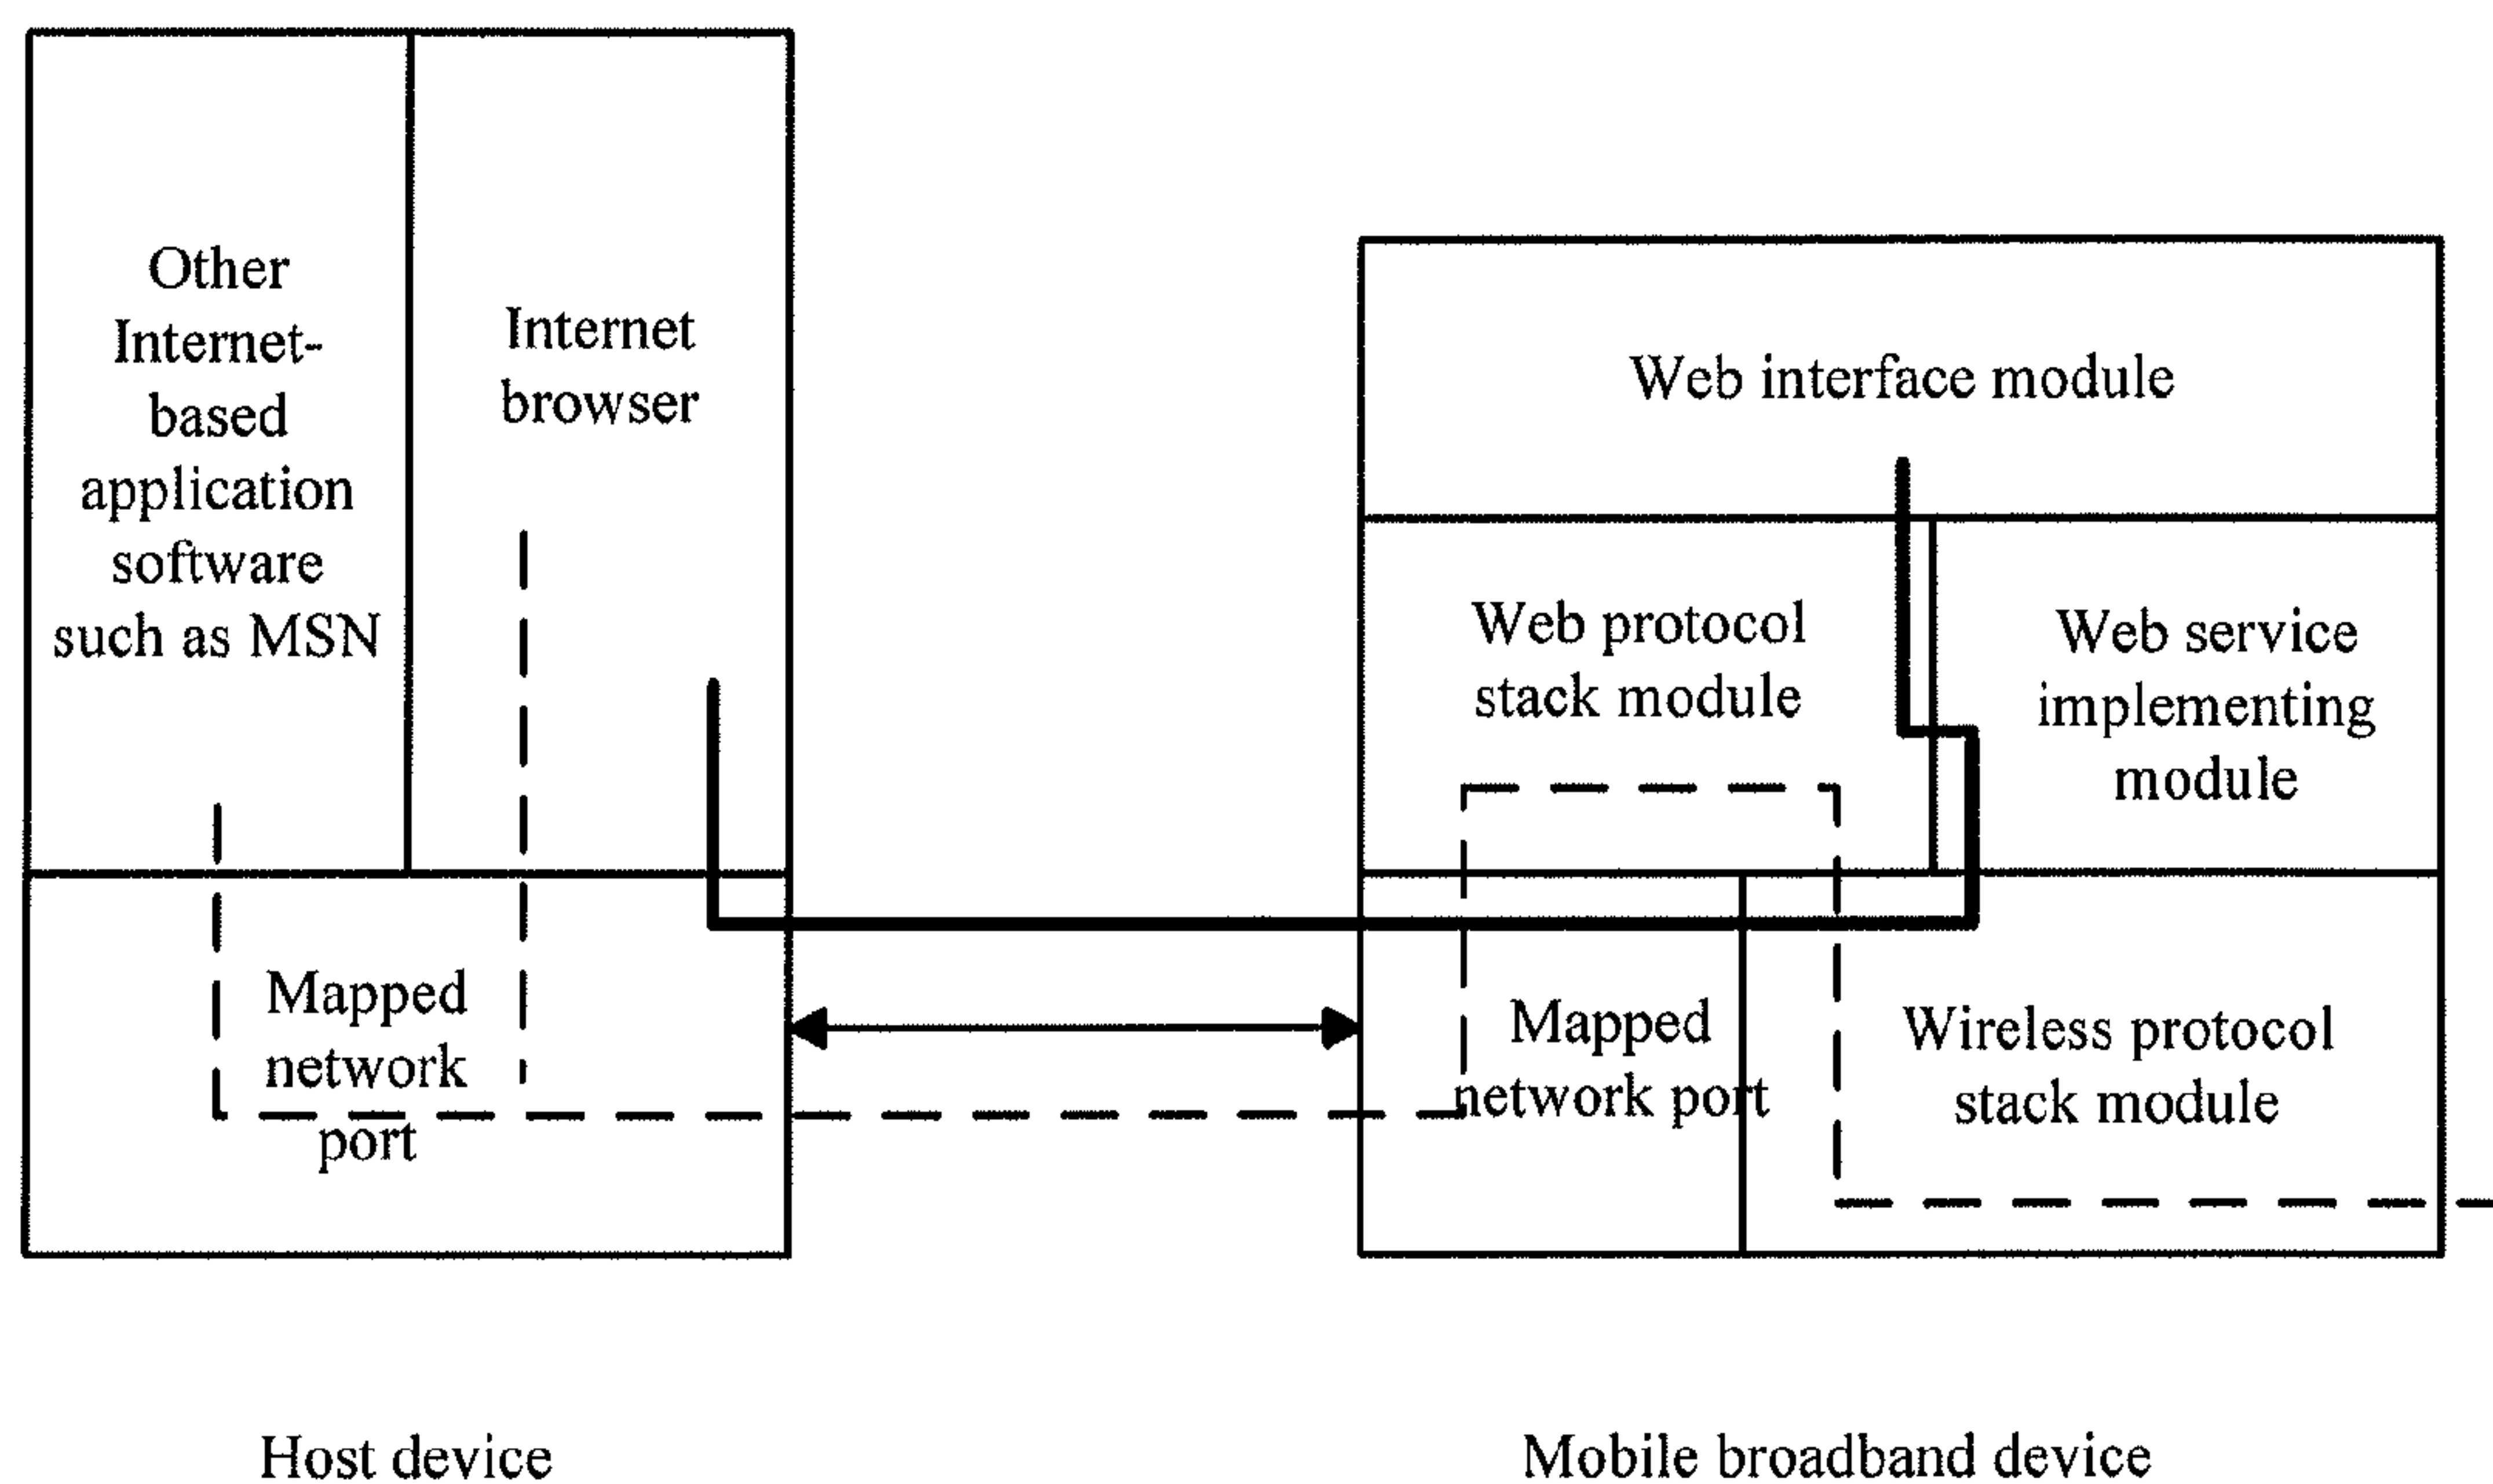 Other
Internet-
based
application
software
such as MSN
Internet
browser
Mapped
network
port
Web interface module
Web protocol
stack module
Web service
implementing
module
Mapped
network port
Wireless protocol
stack module
Host device
Mobile broadband device